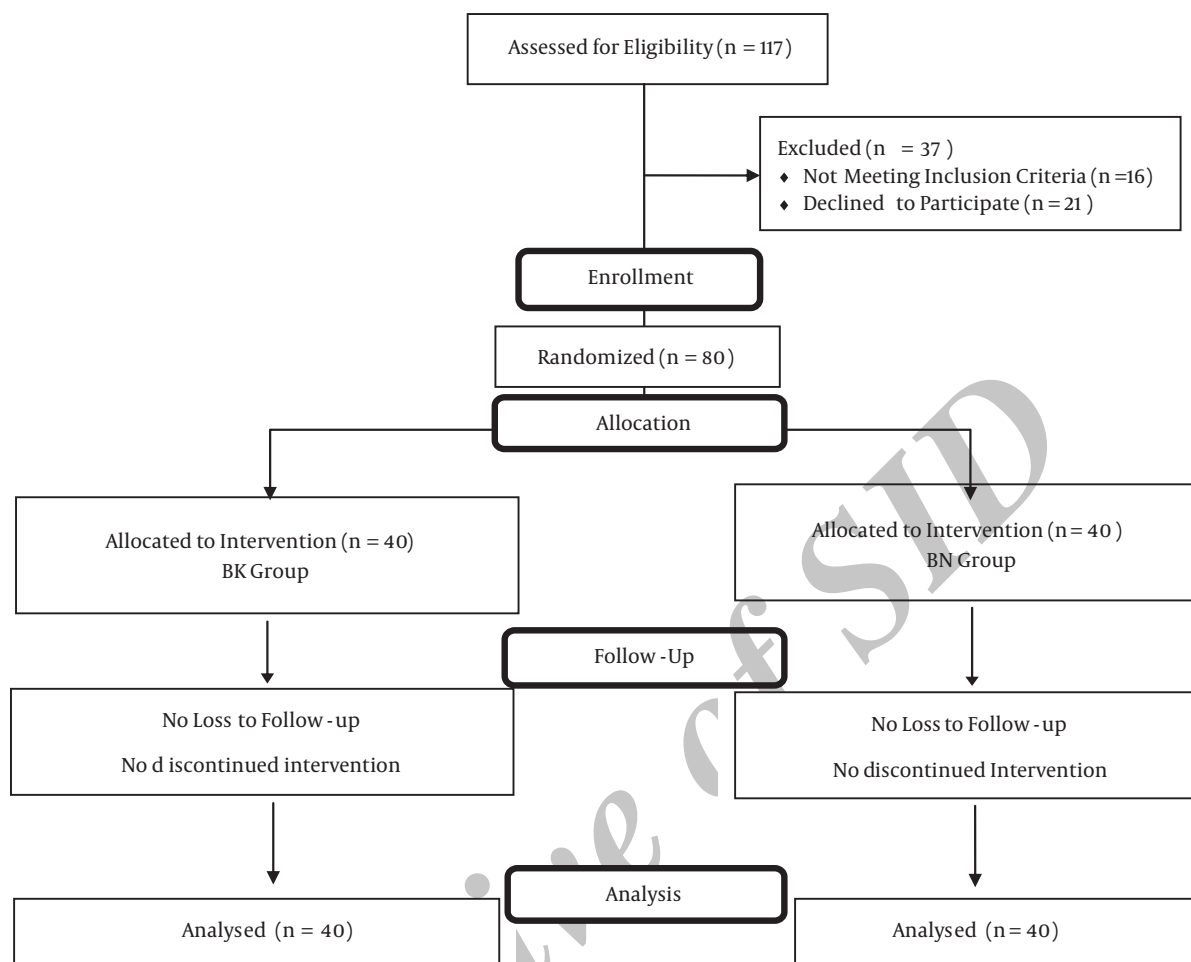 Assessed for Eligibility (n = 117)
Excluded (n = 37)
♦ Not Meeting Inclusion Criteria (n =16)
♦ Declined to Participate (n = 21)
Enrollment
Randomized (n = 80)
Allocation
Allocated to Intervention (n = 40)
BK Group
Allocated to Intervention (n = 40)
BN Group
Follow -Up
No Loss to Follow - up
No d iscontinued intervention
No Loss to Follow - up
No discontinued Intervention
Analysis
Analysed (n = 40)
Analysed (n = 40)
of SID